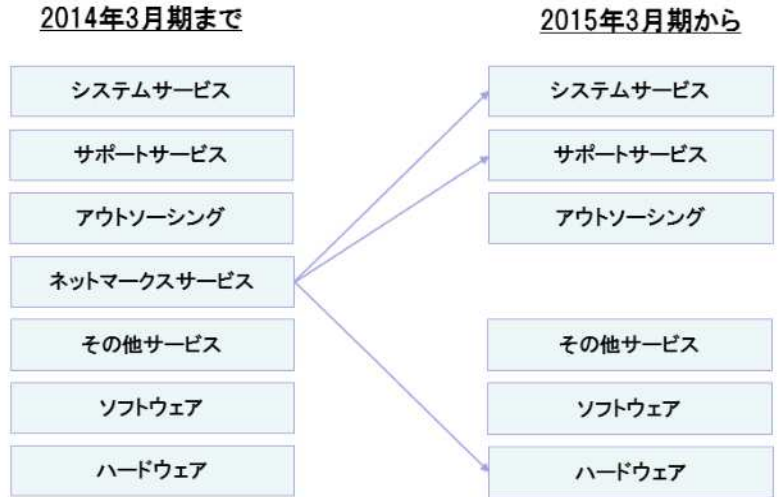 2014年3月期まで
システムサービス
サポートサービス
アウトソーシング
ネットマークスサービス
その他サービス
ソフトウェア
ハードウェア
2015年3月期から
システムサービス
サポートサービス
アウトソーシング
その他サービス
ソフトウェア
ハードウェア